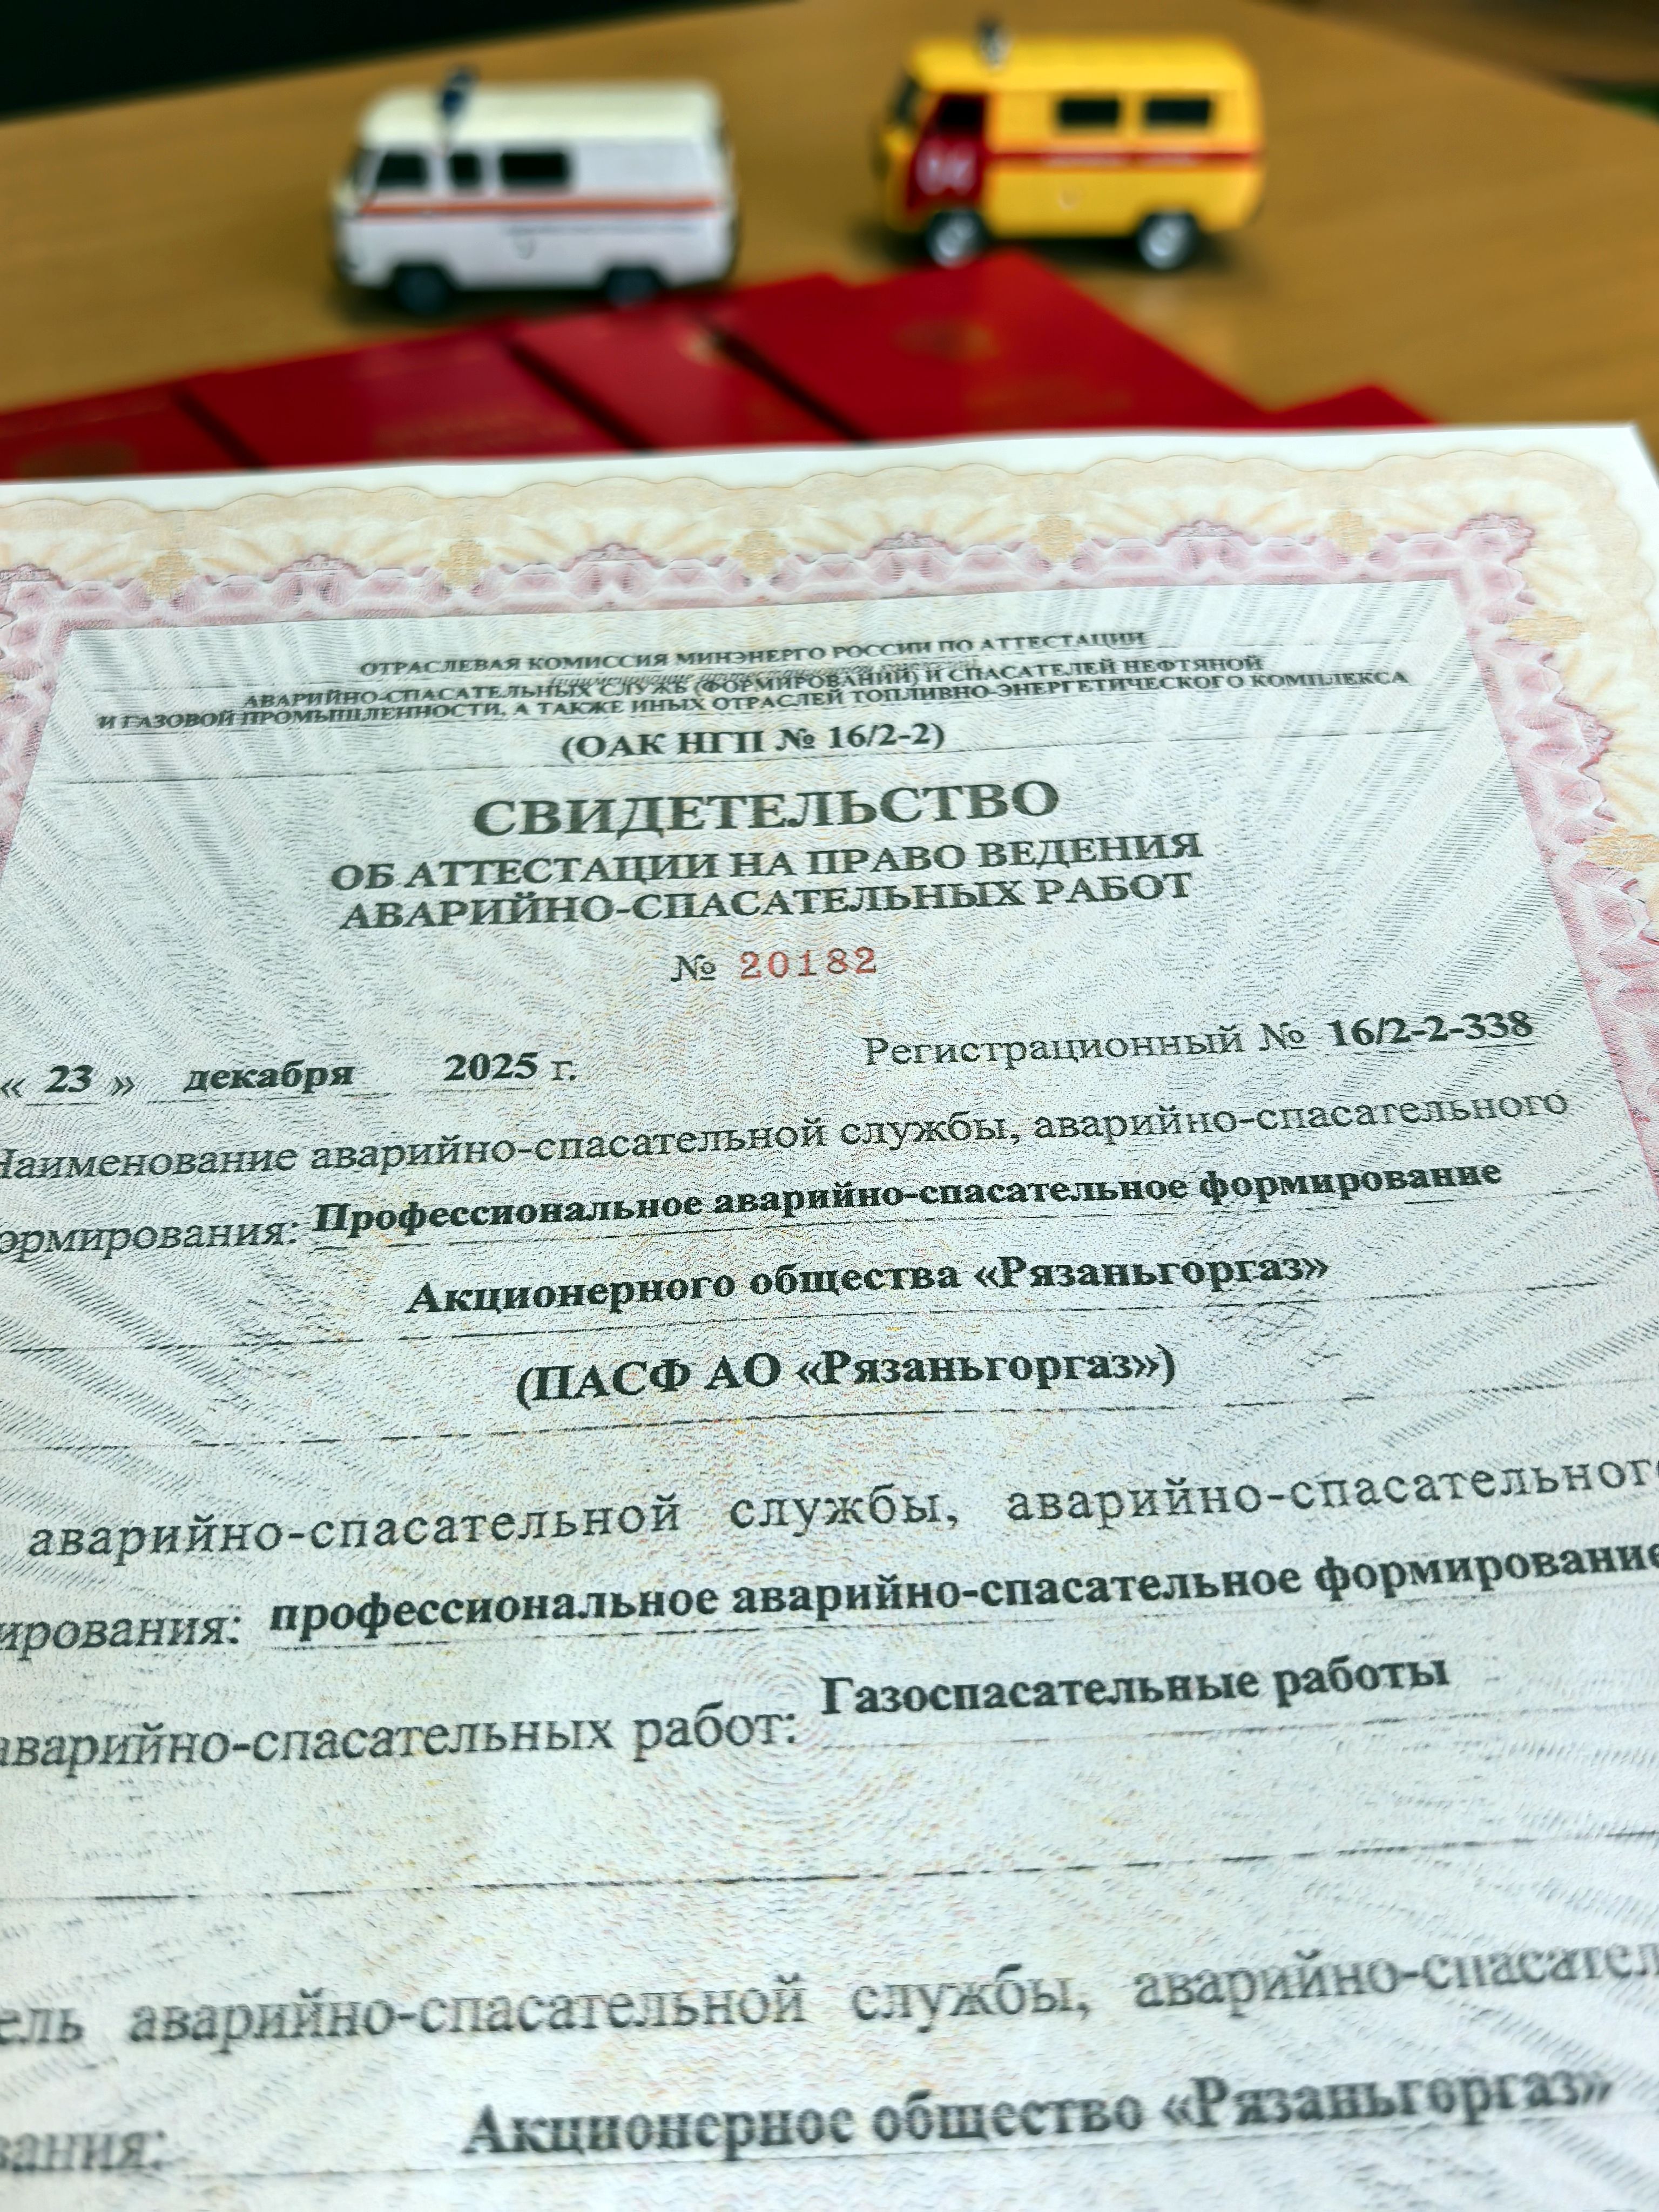 04
ОТРАСЛЕВАЯ КОМИССИЯ МИНЭНЕРГО РОССИИ ПО АТТЕСТАЦИИ
АВАРИЙНО-СПАСАТЕЛЬНЫХ СЛУЖБ (ФОРМИРОВАНИЙ) И СПАСАТЕЛЕЙ НЕФТЯНОЙ
И ГАЗОВОЙ ПРОМЫШЛЕННОСТИ, А ТАКЖЕ ИНЫХ ОТРАСЛЕЙ ТОПЛИВНО-ЭНЕРГЕТИЧЕСКОГО КОМПЛЕКСА
(ОАК НГП № 16/2-2)
СВИДЕТЕЛЬСТВО
ОБ АТТЕСТАЦИИ НА ПРАВО ВЕДЕНИЯ
АВАРИЙНО-СПАСАТЕЛЬНЫХ РАБОТ
№ 20182
« 23 » декабря 2025 г. Регистрационный № 16/2-2-338
Наименование аварийно-спасательной службы, аварийно-спасательного
ормирования: Профессиональное аварийно-спасательное формирование
Акционерного общества «Рязаньгоргаз»
(ПАСФ АО «Рязаньгоргаз»)
аварийно-спасательной службы, аварийно-спасательного
ирования: профессиональное аварийно-спасательное формирование
аварийно-спасательных работ: Газоспасательные работы
ель аварийно-спасательной службы, аварийно-спасател
вания: Акционерное общество «Рязаньгоргаз»